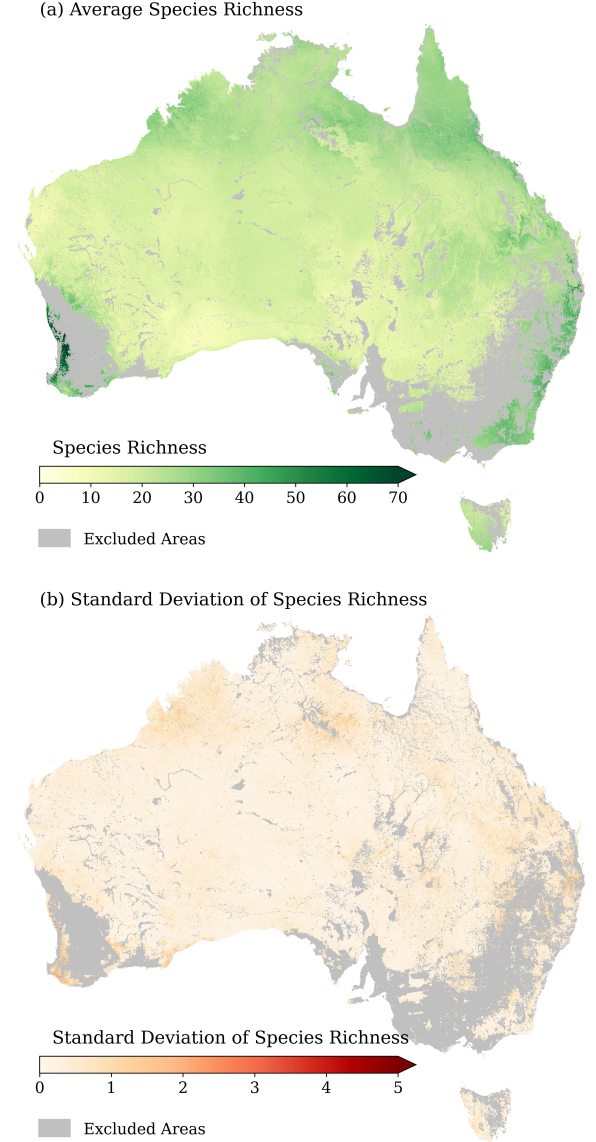 (a) Average Species Richness
Species Richness
0 10 20 30 40 50 60 70
Excluded Areas
(b) Standard Deviation of Species Richness
Standard Deviation of Species Richness
0 1 2 3 4 5
Excluded Areas